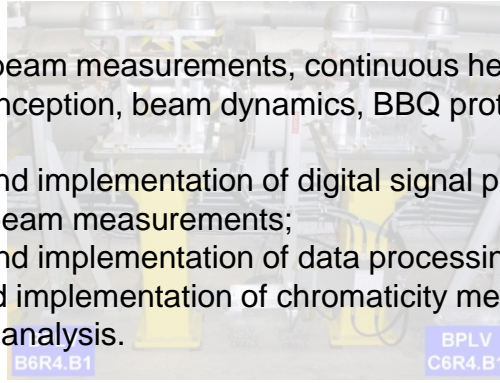 beam measurements, continuous he
nception, beam dynamics, BBQ prot
nd implementation of digital signal p
beam measurements;
nd implementation of data processin
d implementation of chromaticity me
analysis.
B6R4.B1
BPLV
C6R4.B1